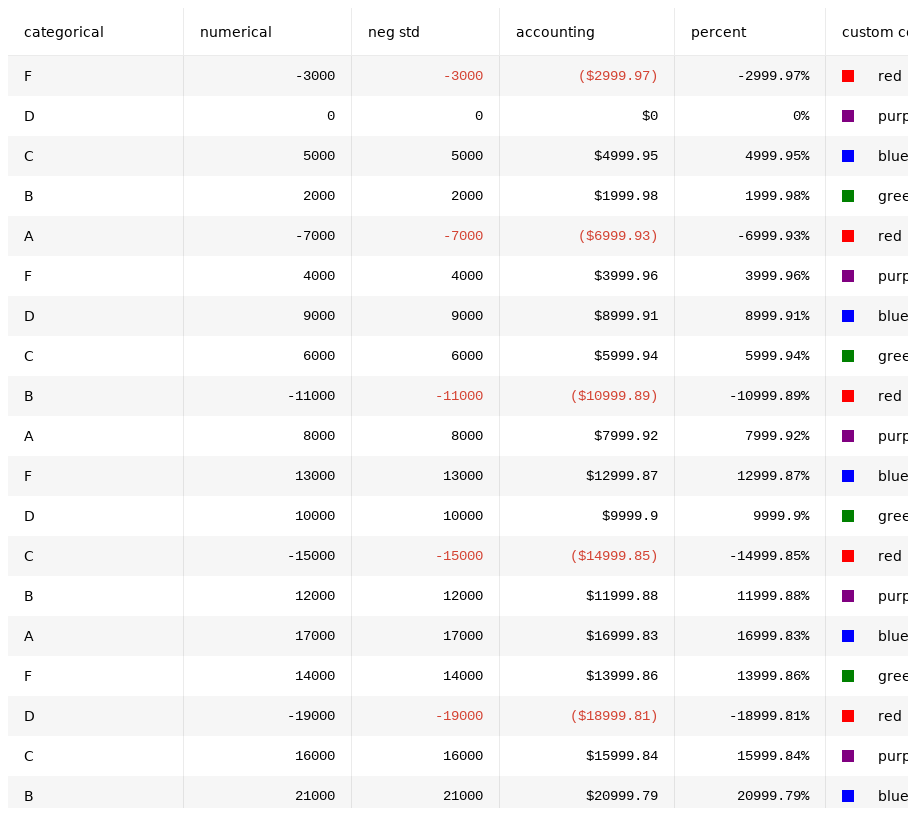 categorical numerical neg std accounting percent custom c
F -3000 -3000 ($2999.97) -2999.97% red
D 0 0 $0 0% purp
C 5000 5000 $4999.95 4999.95% blue
B 2000 2000 $1999.98 1999.98% gree
A -7000 -7000 ($6999.93) -6999.93% red
F 4000 4000 $3999.96 3999.96% purp
D 9000 9000 $8999.91 8999.91% blue
C 6000 6000 $5999.94 5999.94% gree
B -11000 -11000 ($10999.89) -10999.89% red
A 8000 8000 $7999.92 7999.92% purp
F 13000 13000 $12999.87 12999.87% blue
D 10000 10000 $9999.9 9999.9% gree
C -15000 -15000 ($14999.85) -14999.85% red
B 12000 12000 $11999.88 11999.88% purp
A 17000 17000 $16999.83 16999.83% blue
F 14000 14000 $13999.86 13999.86% gree
D -19000 -19000 ($18999.81) -18999.81% red
C 16000 16000 $15999.84 15999.84% purp
B 21000 21000 $20999.79 20999.79% blue